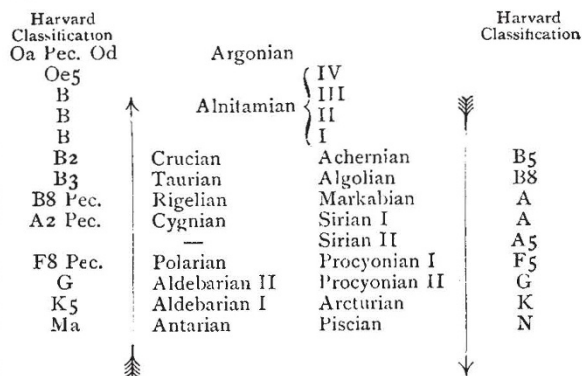 Harvard Harvard
Classification Classification
Oa Pec. Od Argonian
Oe5 IV
B III
B Alnitamian II
B I
B2 Crucian Achernian B5
B3 Taurian Algolian B8
B8 Pec. Rigelian Markabian A
A2 Pec. Cygnian Sirian I A
— Sirian II A5
F8 Pec. Polarian Procyonian I F5
G Aldebarian II Procyonian II G
K5 Aldebarian I Arcturian K
Ma Antarian Piscian N